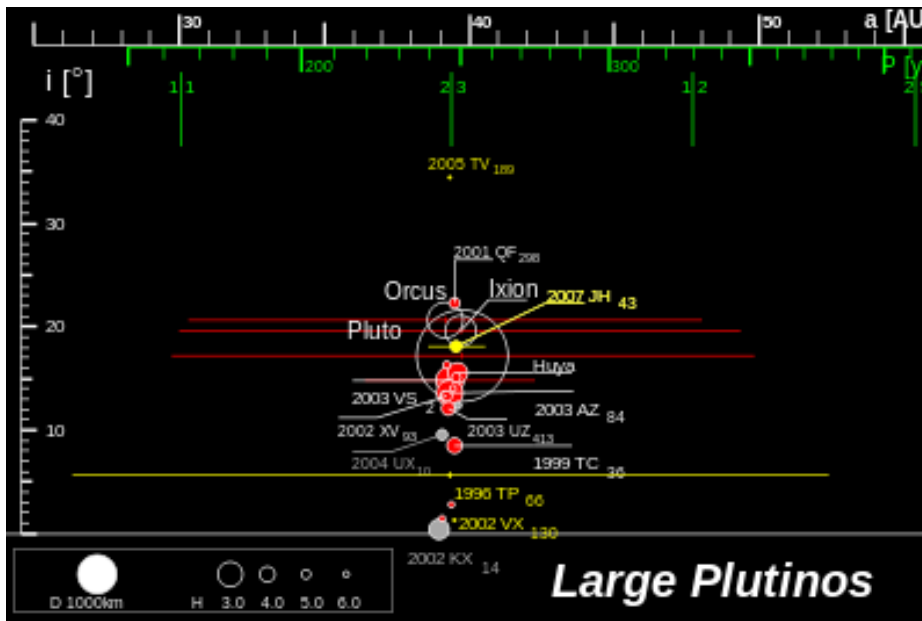 30 40 50 a [AU
200 300 P [y
i [°] 1 1 2 3 1 2 2
40
2005 TV 189
30
2001 QF 298
Orcus Ixion 2007 JH 43
20 Pluto
Huya
2003 VS 2 2003 AZ 84
10 2002 XV 93 2003 UZ 413
2004 UX 10 1999 TC 36
1996 TP 66
2002 VX 130
2002 KX 14
D 1000km H 3.0 4.0 5.0 6.0
Large Plutinos